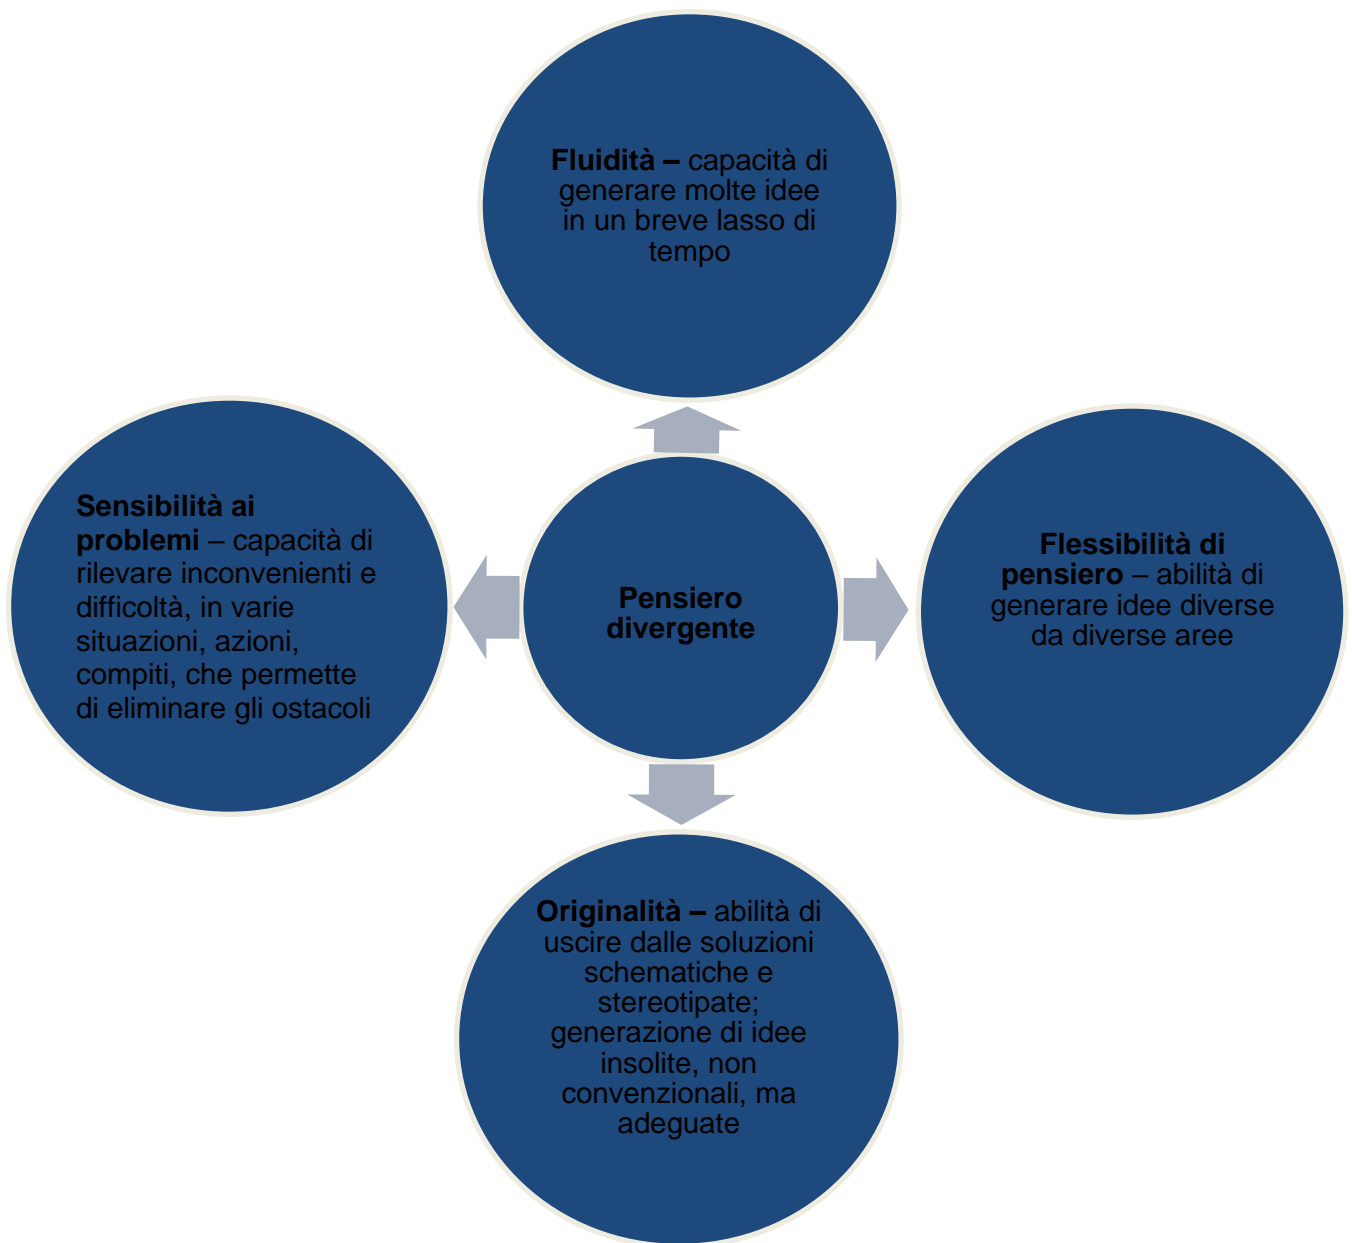 Fluidità – capacità di
generare molte idee
in un breve lasso di
tempo
Sensibilità ai
problemi – capacità di
rilevare inconvenienti e
difficoltà, in varie
situazioni, azioni,
compiti, che permette
di eliminare gli ostacoli
Pensiero
divergente
Flessibilità di
pensiero – abilità di
generare idee diverse
da diverse aree
Originalità – abilità di
uscire dalle soluzioni
schematiche e
stereotipate;
generazione di idee
insolite, non
convenzionali, ma
adeguate